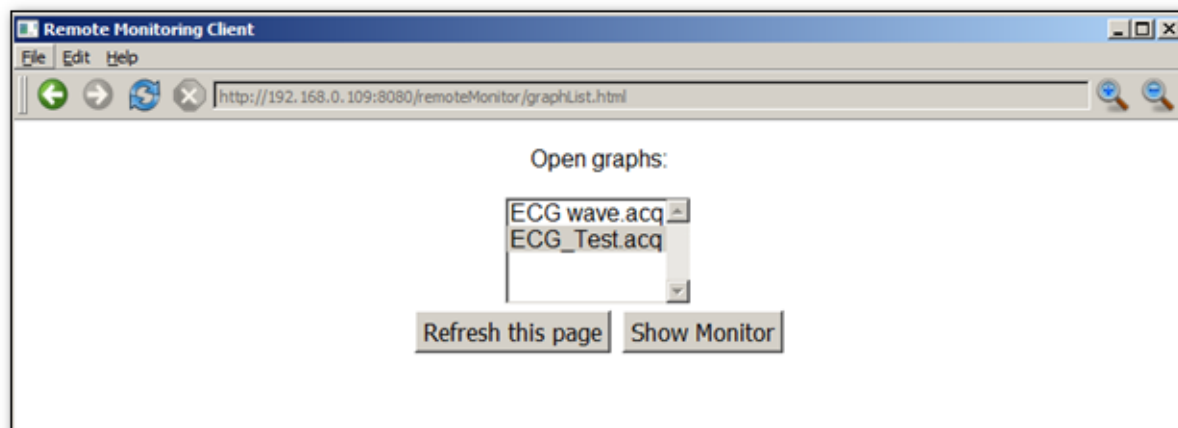 Remote Monitoring Client
File Edit Help
http://192.168.0.109:8080/remoteMonitor/graphList.html
Open graphs:
ECG wave.acq
ECG_Test.acq
Refresh this page Show Monitor